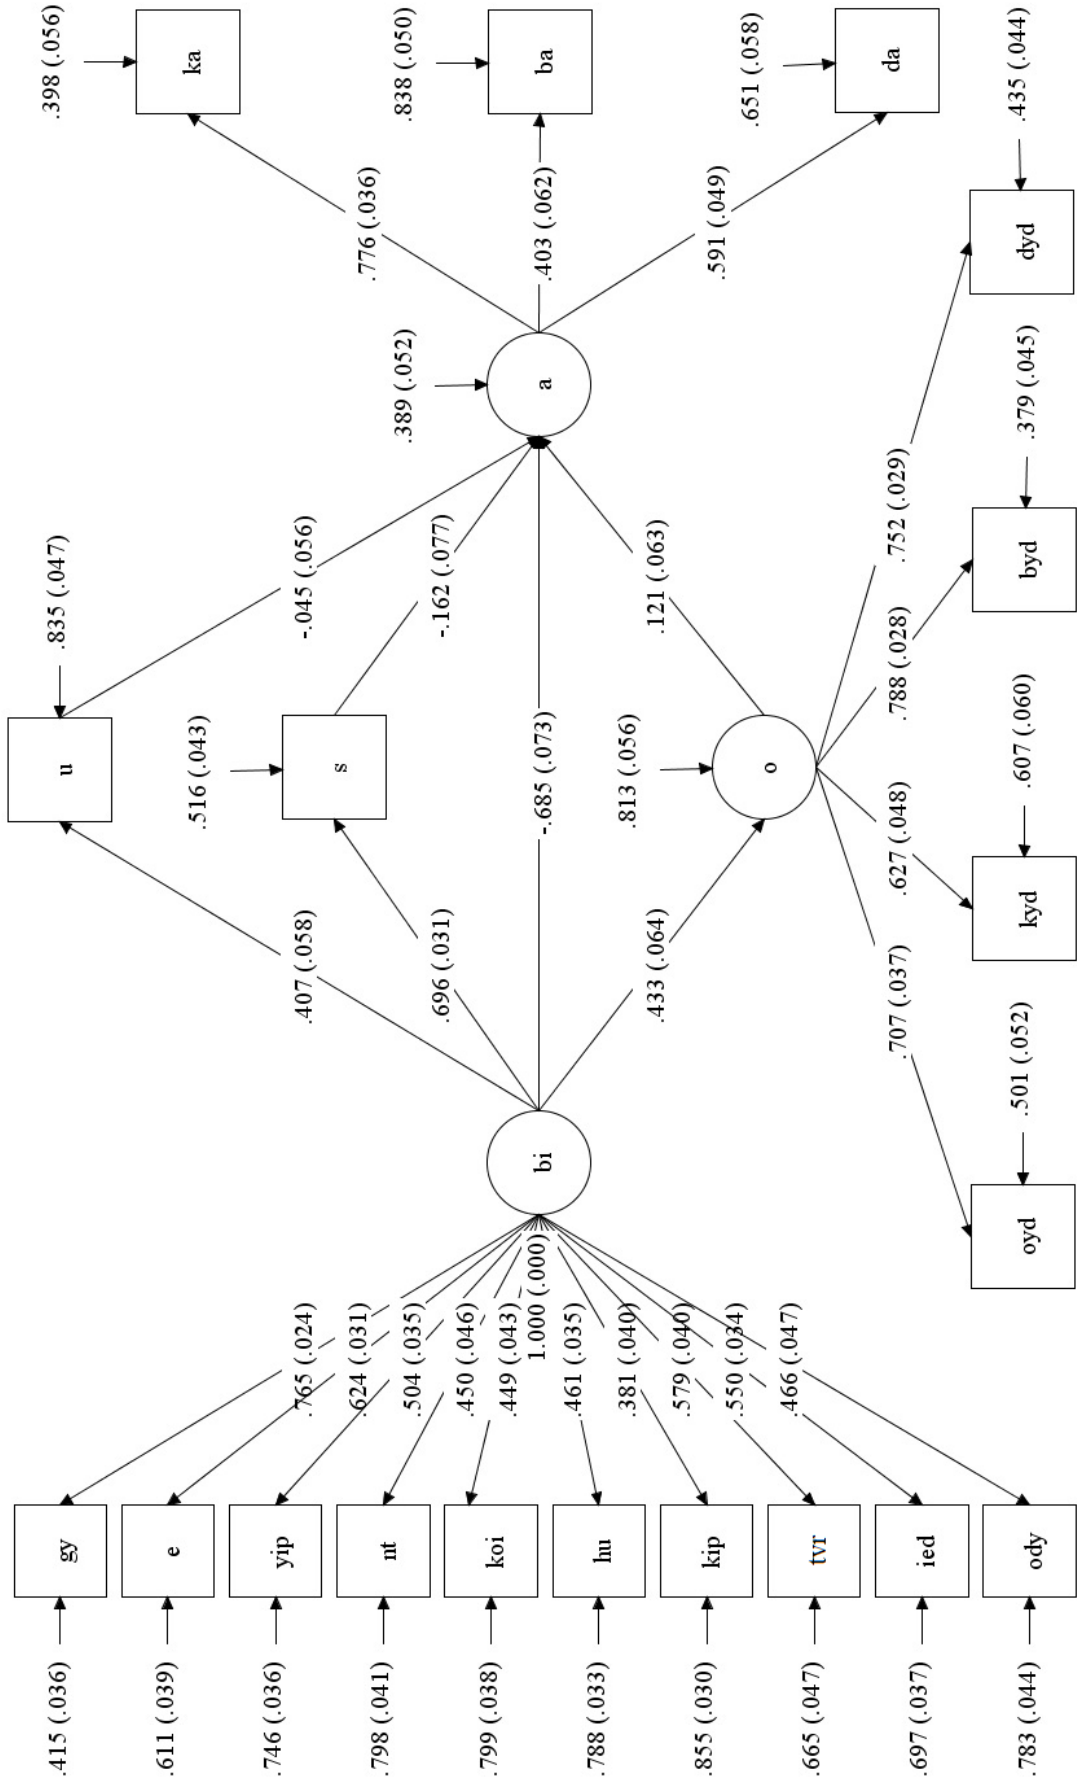 .415 (.036)
gy
.611 (.039)
e
.746 (.036)
yip
.798 (.041)
nt
.799 (.038)
koi
.788 (.033)
hu
.855 (.030)
kip
.665 (.047)
tvr
.697 (.037)
ied
.783 (.044)
ody
.765 (.024)
.624 (.031)
.504 (.035)
.450 (.046)
.449 (.043)
1.000 (.000)
.461 (.035)
.381 (.040)
.579 (.040)
.550 (.034)
.466 (.047)
bi
.407 (.058)
.696 (.031)
-.685 (.073)
.433 (.064)
u
.835 (.047)
.516 (.043)
s
.813 (.056)
o
-.045 (.056)
-.162 (.077)
.121 (.063)
.389 (.052)
a
.776 (.036)
.403 (.062)
.591 (.049)
.398 (.056)
ka
.838 (.050)
ba
.651 (.058)
da
.707 (.037)
.627 (.048)
.788 (.028)
.752 (.029)
oyd
.501 (.052)
kyd
.607 (.060)
byd
.379 (.045)
dyd
.435 (.044)